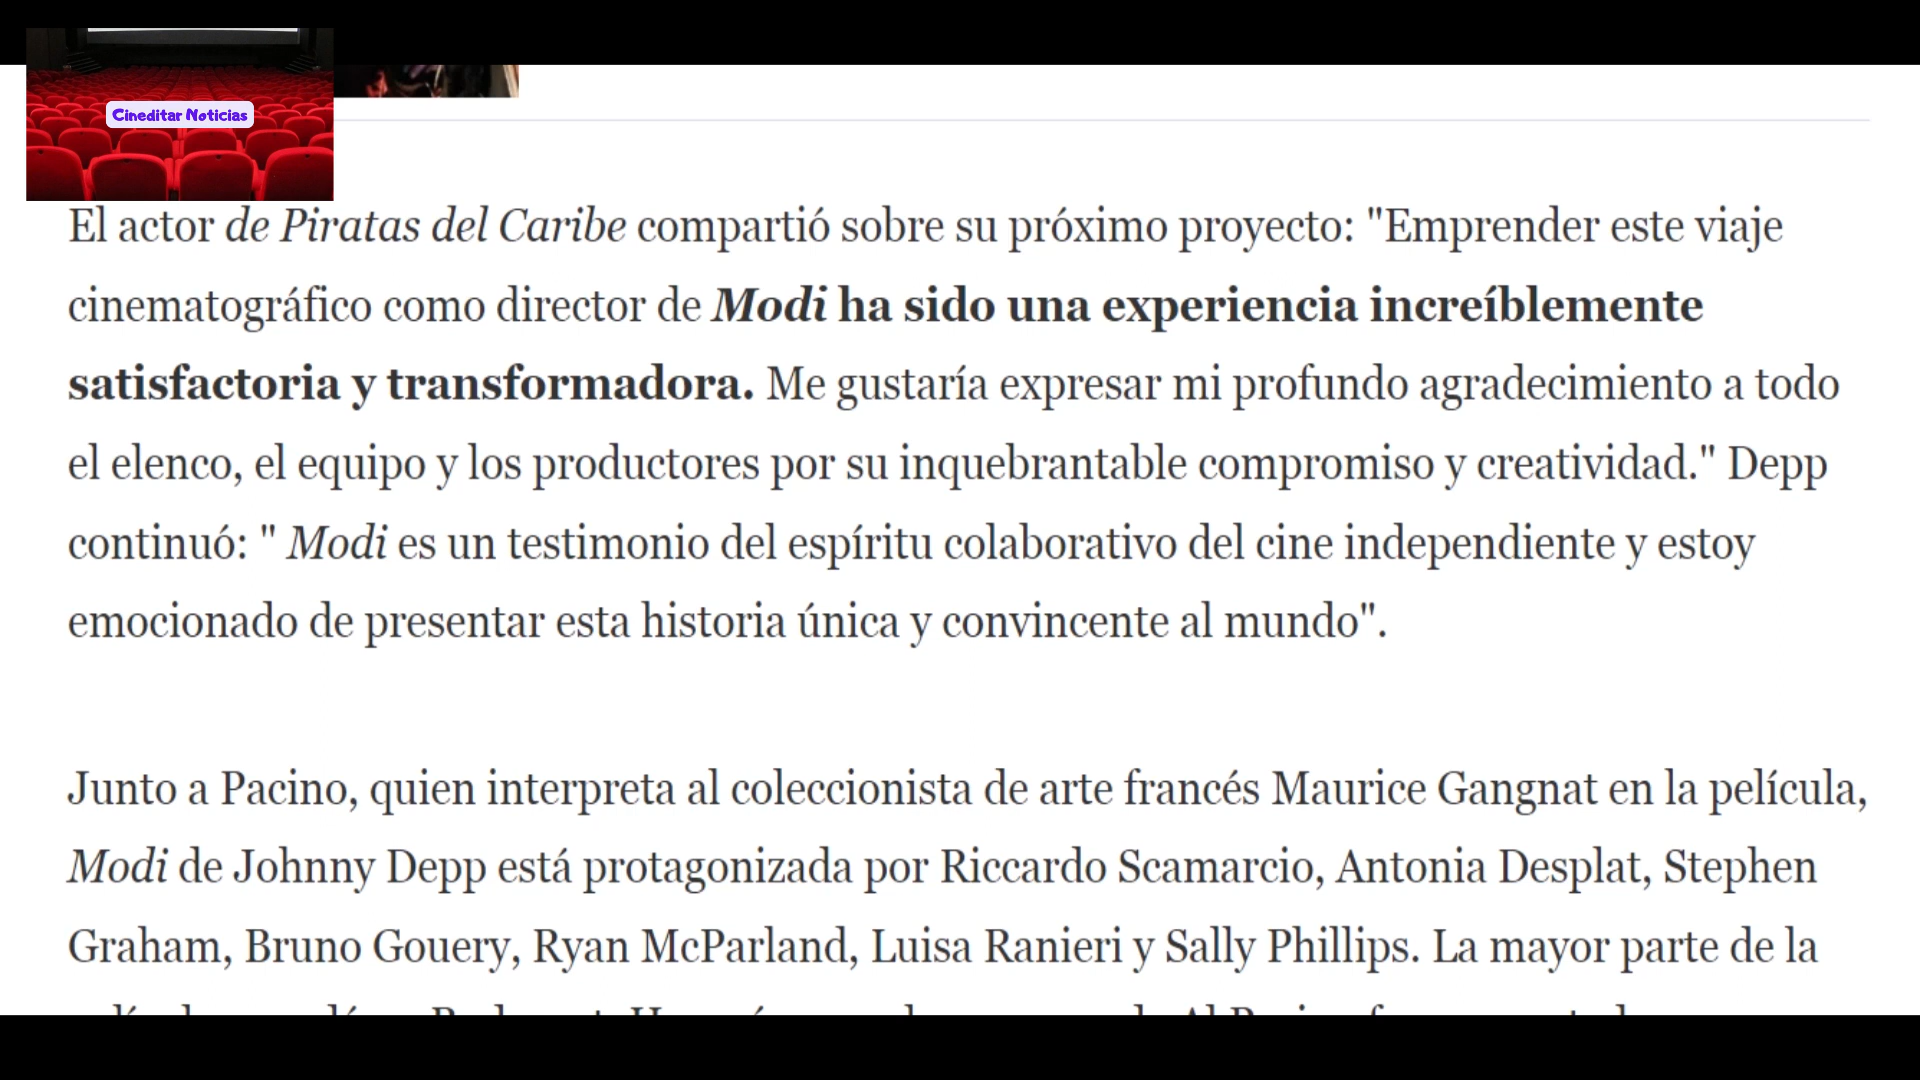 Cineditar Noticias
El actor de Piratas del Caribe compartió sobre su próximo proyecto: "Emprender este viaje
cinematográfico como director de Modi ha sido una experiencia increíblemente
satisfactoria y transformadora. Me gustaría expresar mi profundo agradecimiento a todo
el elenco, el equipo y los productores por su inquebrantable compromiso y creatividad." Depp
continuó: " Modi es un testimonio del espíritu colaborativo del cine independiente y estoy
emocionado de presentar esta historia única y convincente al mundo".
Junto a Pacino, quien interpreta al coleccionista de arte francés Maurice Gangnat en la película,
Modi de Johnny Depp está protagonizada por Riccardo Scamarcio, Antonia Desplat, Stephen
Graham, Bruno Gouery, Ryan McParland, Luisa Ranieri y Sally Phillips. La mayor parte de la